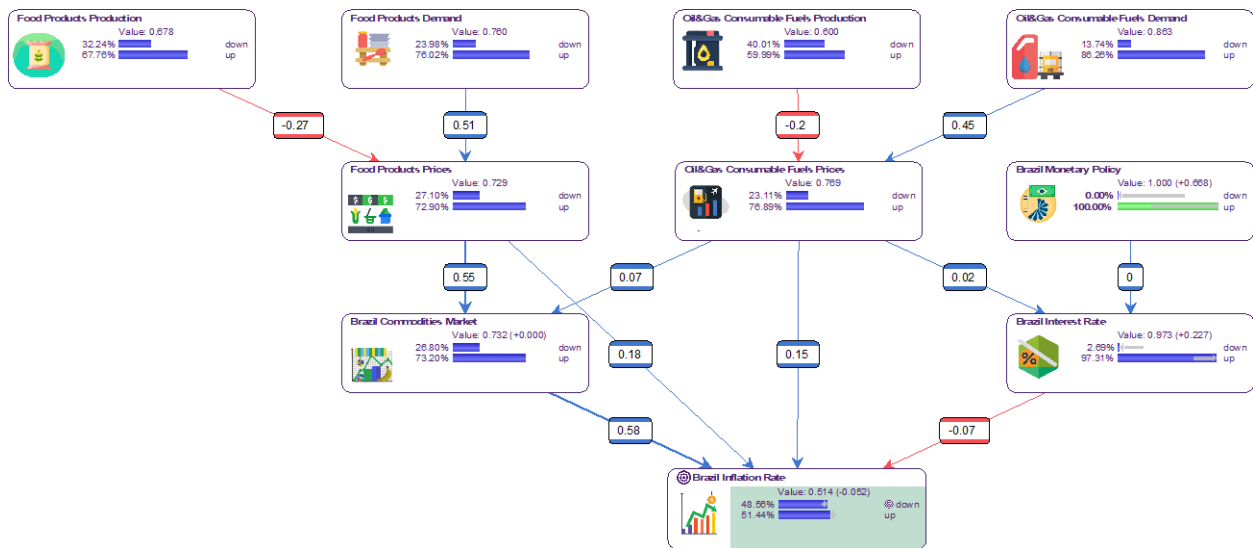 Food Products Production
Value: 0.678
32.24% down
67.76% up
Food Products Demand
Value: 0.760
23.98% down
76.02% up
Oil&Gas Consumable Fuels Production
Value: 0.600
40.01% down
59.99% up
Oil&Gas Consumable Fuels Demand
Value: 0.863
13.74% down
86.26% up
-0.27
0.51
-0.2
0.45
Food Products Prices
Value: 0.729
27.10% down
72.90% up
Oil&Gas Consumable Fuels Prices
Value: 0.769
23.11% down
76.89% up
Brazil Monetary Policy
Value: 1.000 (+0.668)
0.00% down
100.00% up
0.55
0.07
0.02
0
Brazil Commodities Market
Value: 0.732 (+0.000)
26.80% down
73.20% up
0.18
0.15
Brazil Interest Rate
Value: 0.973 (+0.227)
2.69% down
97.31% up
0.58
-0.07
Brazil Inflation Rate
Value: 0.514 (-0.052)
48.56% down
51.44% up